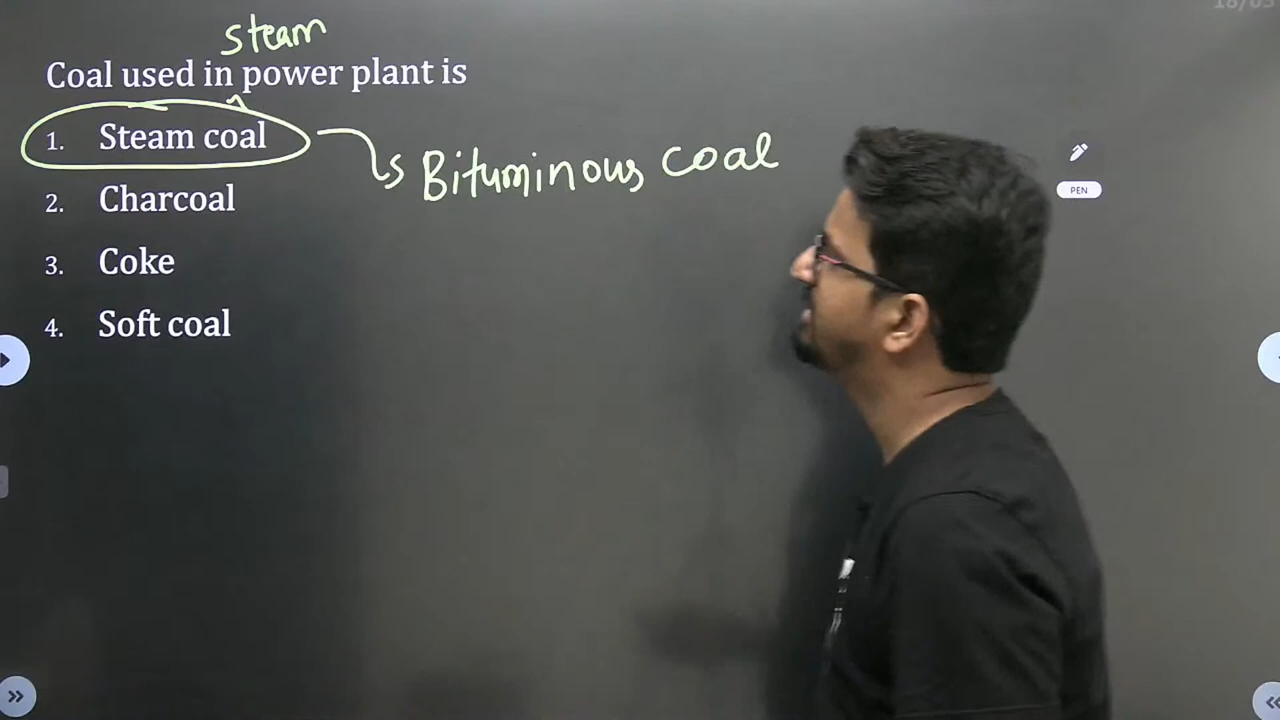 steam
Coal used in power plant is
1. Steam coal
Bituminous coal
2. Charcoal
3. Coke
4. Soft coal
PEN